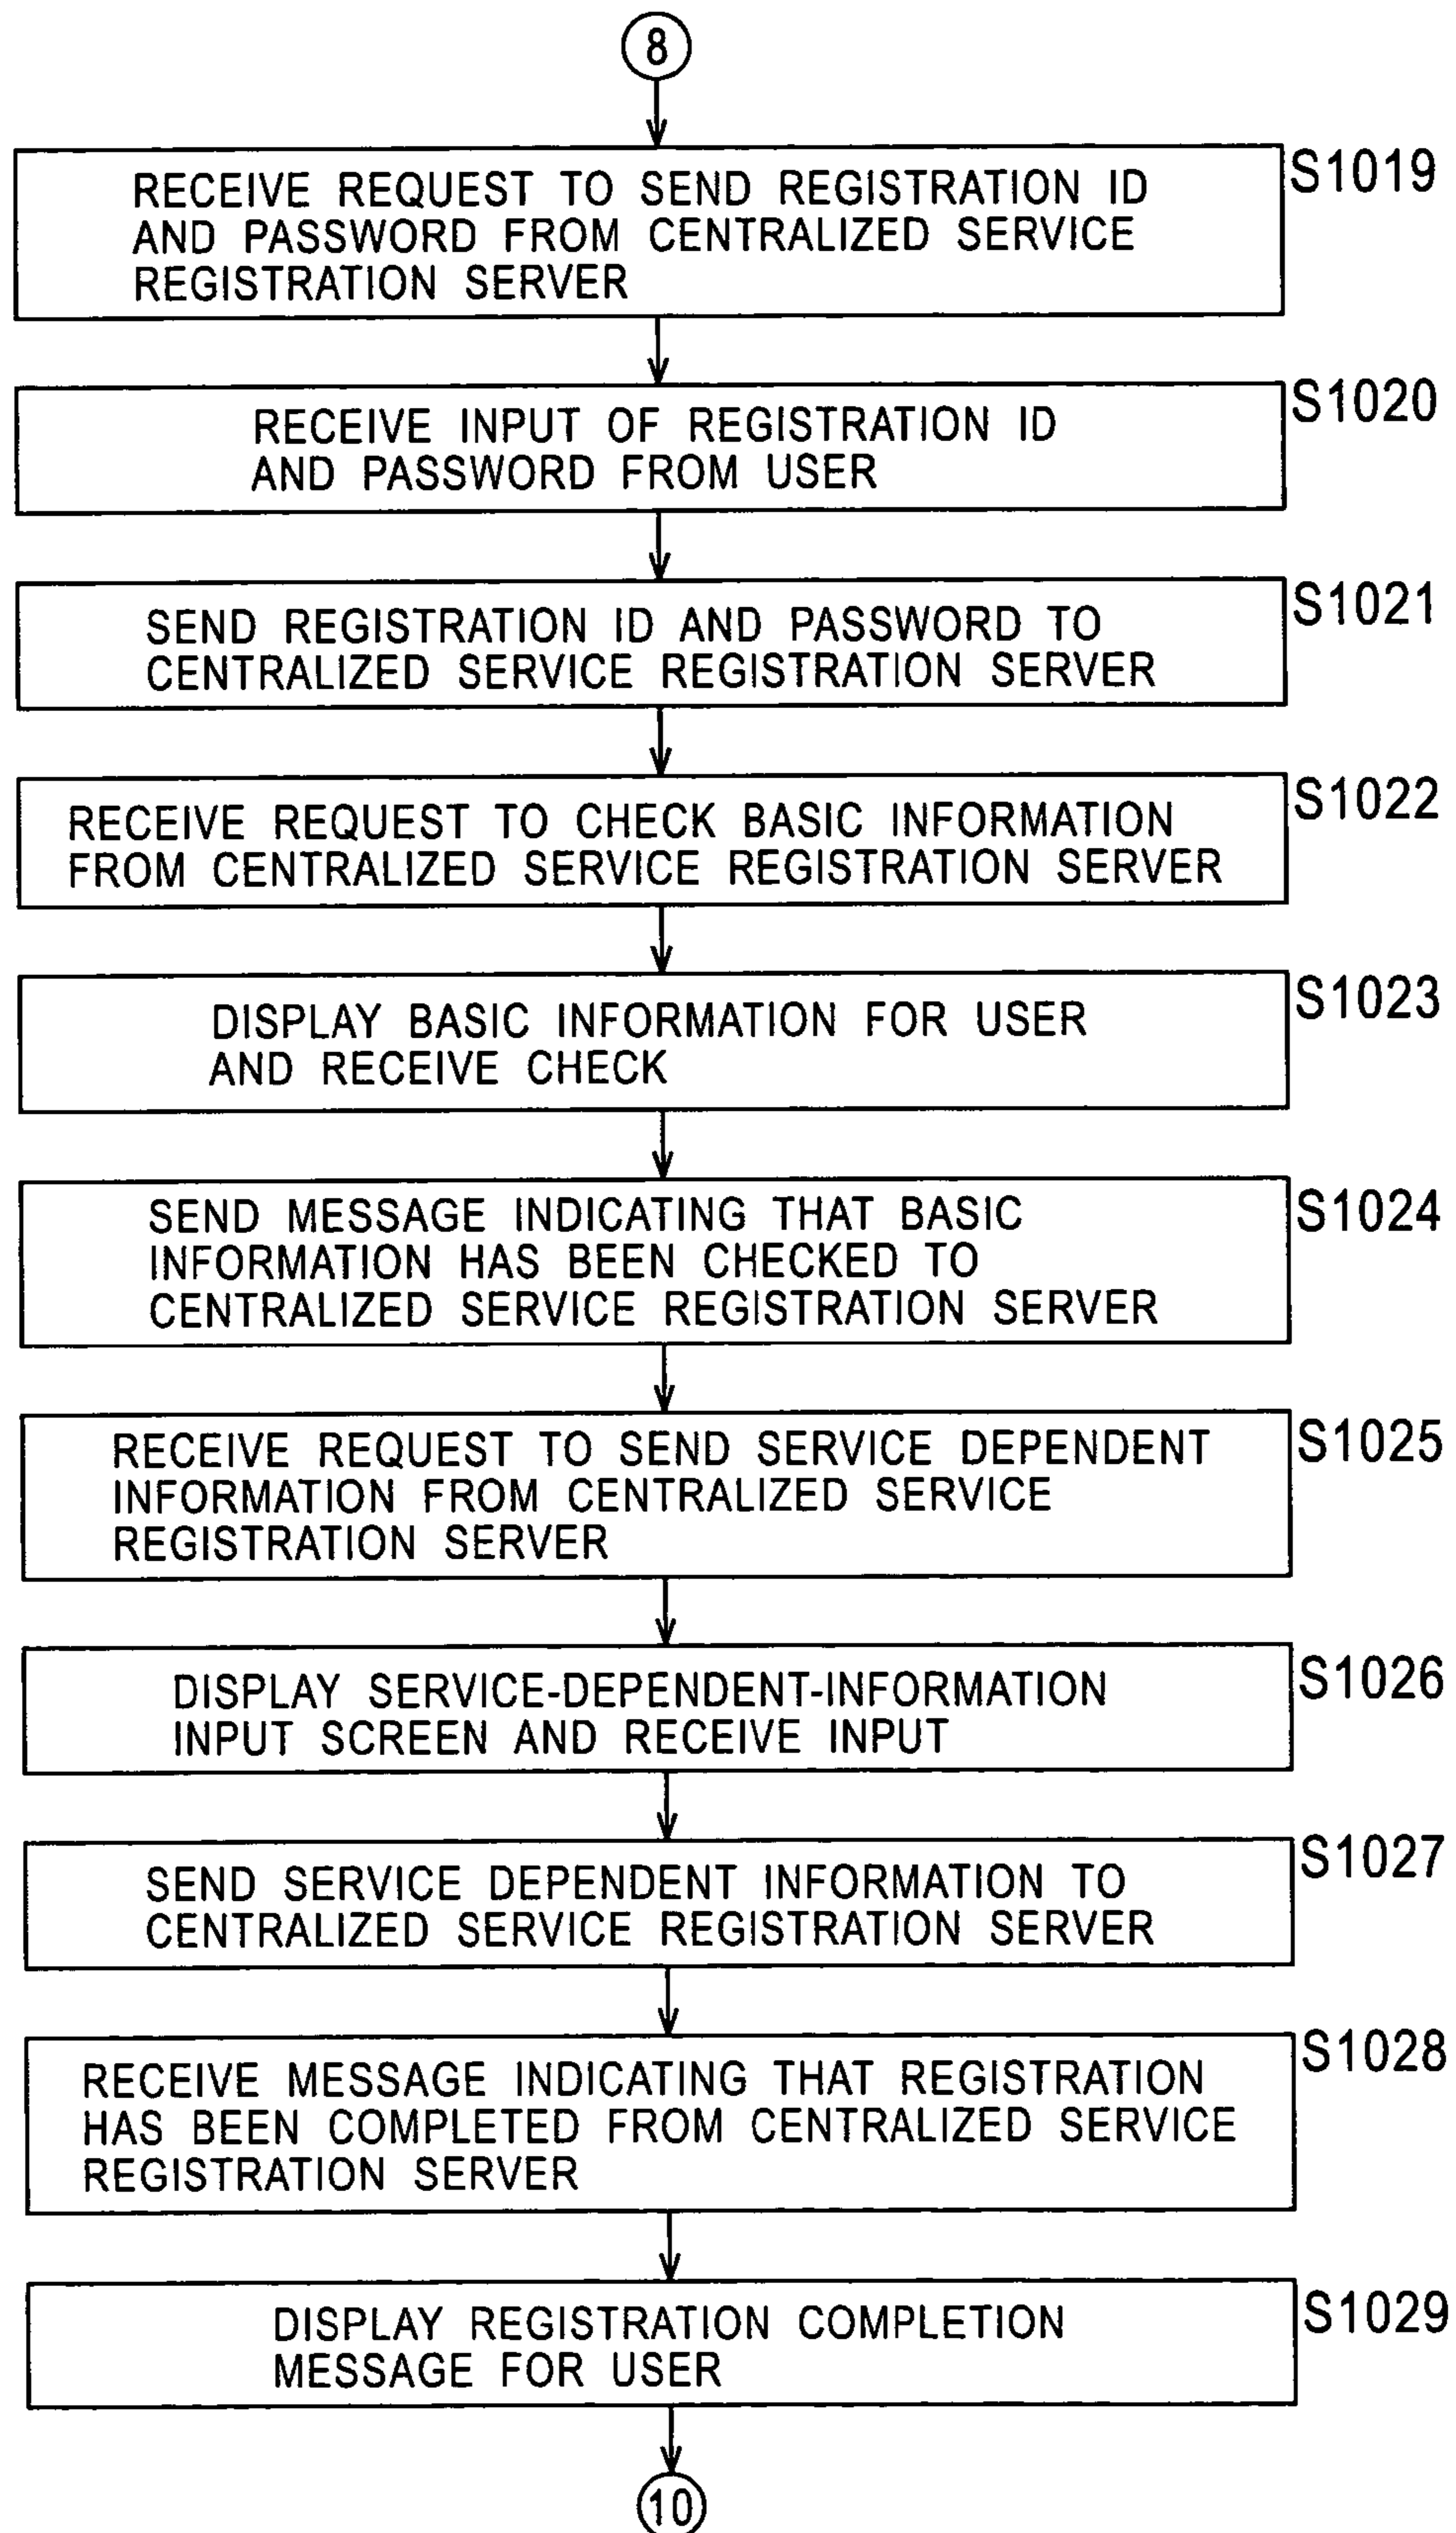 8
RECEIVE REQUEST TO SEND REGISTRATION ID
AND PASSWORD FROM CENTRALIZED SERVICE
REGISTRATION SERVER
S1019
RECEIVE INPUT OF REGISTRATION ID
AND PASSWORD FROM USER
S1020
SEND REGISTRATION ID AND PASSWORD TO
CENTRALIZED SERVICE REGISTRATION SERVER
S1021
RECEIVE REQUEST TO CHECK BASIC INFORMATION
FROM CENTRALIZED SERVICE REGISTRATION SERVER
S1022
DISPLAY BASIC INFORMATION FOR USER
AND RECEIVE CHECK
S1023
SEND MESSAGE INDICATING THAT BASIC
INFORMATION HAS BEEN CHECKED TO
CENTRALIZED SERVICE REGISTRATION SERVER
S1024
RECEIVE REQUEST TO SEND SERVICE DEPENDENT
INFORMATION FROM CENTRALIZED SERVICE
REGISTRATION SERVER
S1025
DISPLAY SERVICE-DEPENDENT-INFORMATION
INPUT SCREEN AND RECEIVE INPUT
S1026
SEND SERVICE DEPENDENT INFORMATION TO
CENTRALIZED SERVICE REGISTRATION SERVER
S1027
RECEIVE MESSAGE INDICATING THAT REGISTRATION
HAS BEEN COMPLETED FROM CENTRALIZED SERVICE
REGISTRATION SERVER
S1028
DISPLAY REGISTRATION COMPLETION
MESSAGE FOR USER
S1029
10